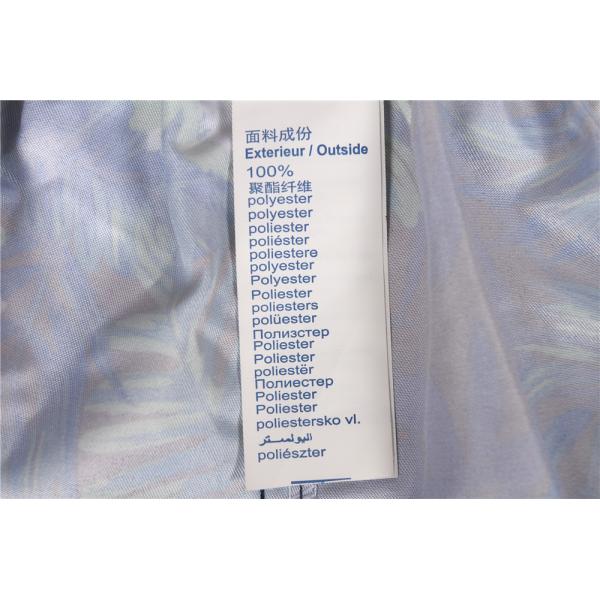 面料成份
Exterieur / Outside
100%
聚酯纤维
polyester
polyester
poliester
poliéster
poliestere
polyester
Polyester
Poliester
poliesters
polüester
Полиэстер
Poliester
Poliester
poliestër
Полиестер
Poliester
Poliester
poliestersko vl.
البوليستر
poliészter